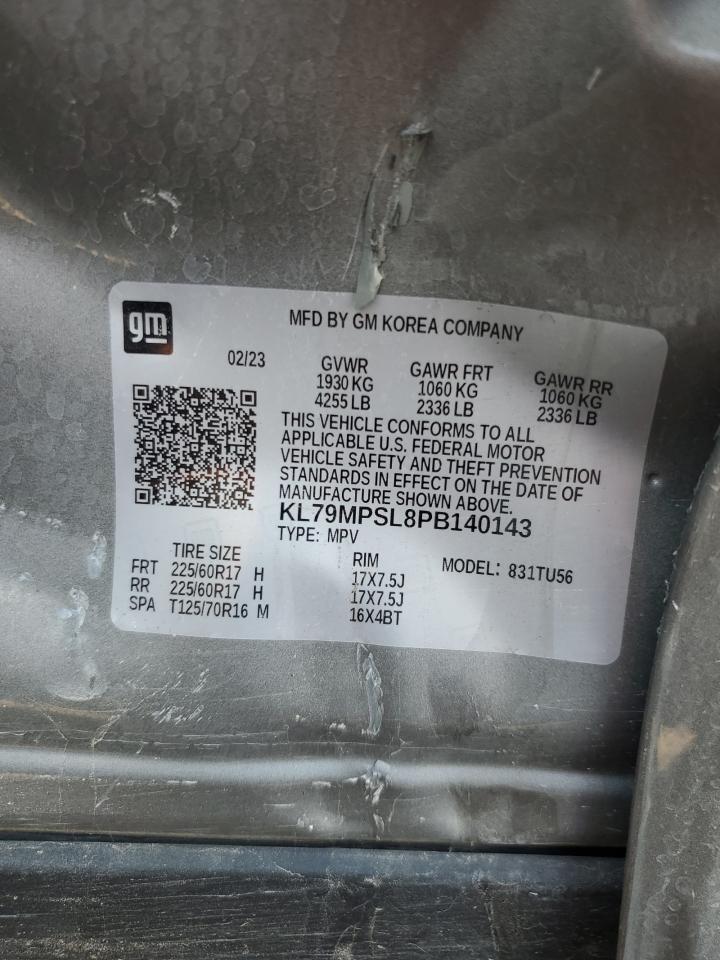 gm
MFD BY GM KOREA COMPANY
02/23
GVWR
1930 KG
4255 LB
GAWR FRT
1060 KG
2336 LB
GAWR RR
1060 KG
2336 LB
THIS VEHICLE CONFORMS TO ALL
APPLICABLE U.S. FEDERAL MOTOR
VEHICLE SAFETY AND THEFT PREVENTION
STANDARDS IN EFFECT ON THE DATE OF
MANUFACTURE SHOWN ABOVE.
KL79MPSL8PB140143
TYPE: MPV
TIRE SIZE RIM MODEL: 831TU56
FRT 225/60R17 H 17X7.5J
RR 225/60R17 H 17X7.5J
SPA T125/70R16 M 16X4BT